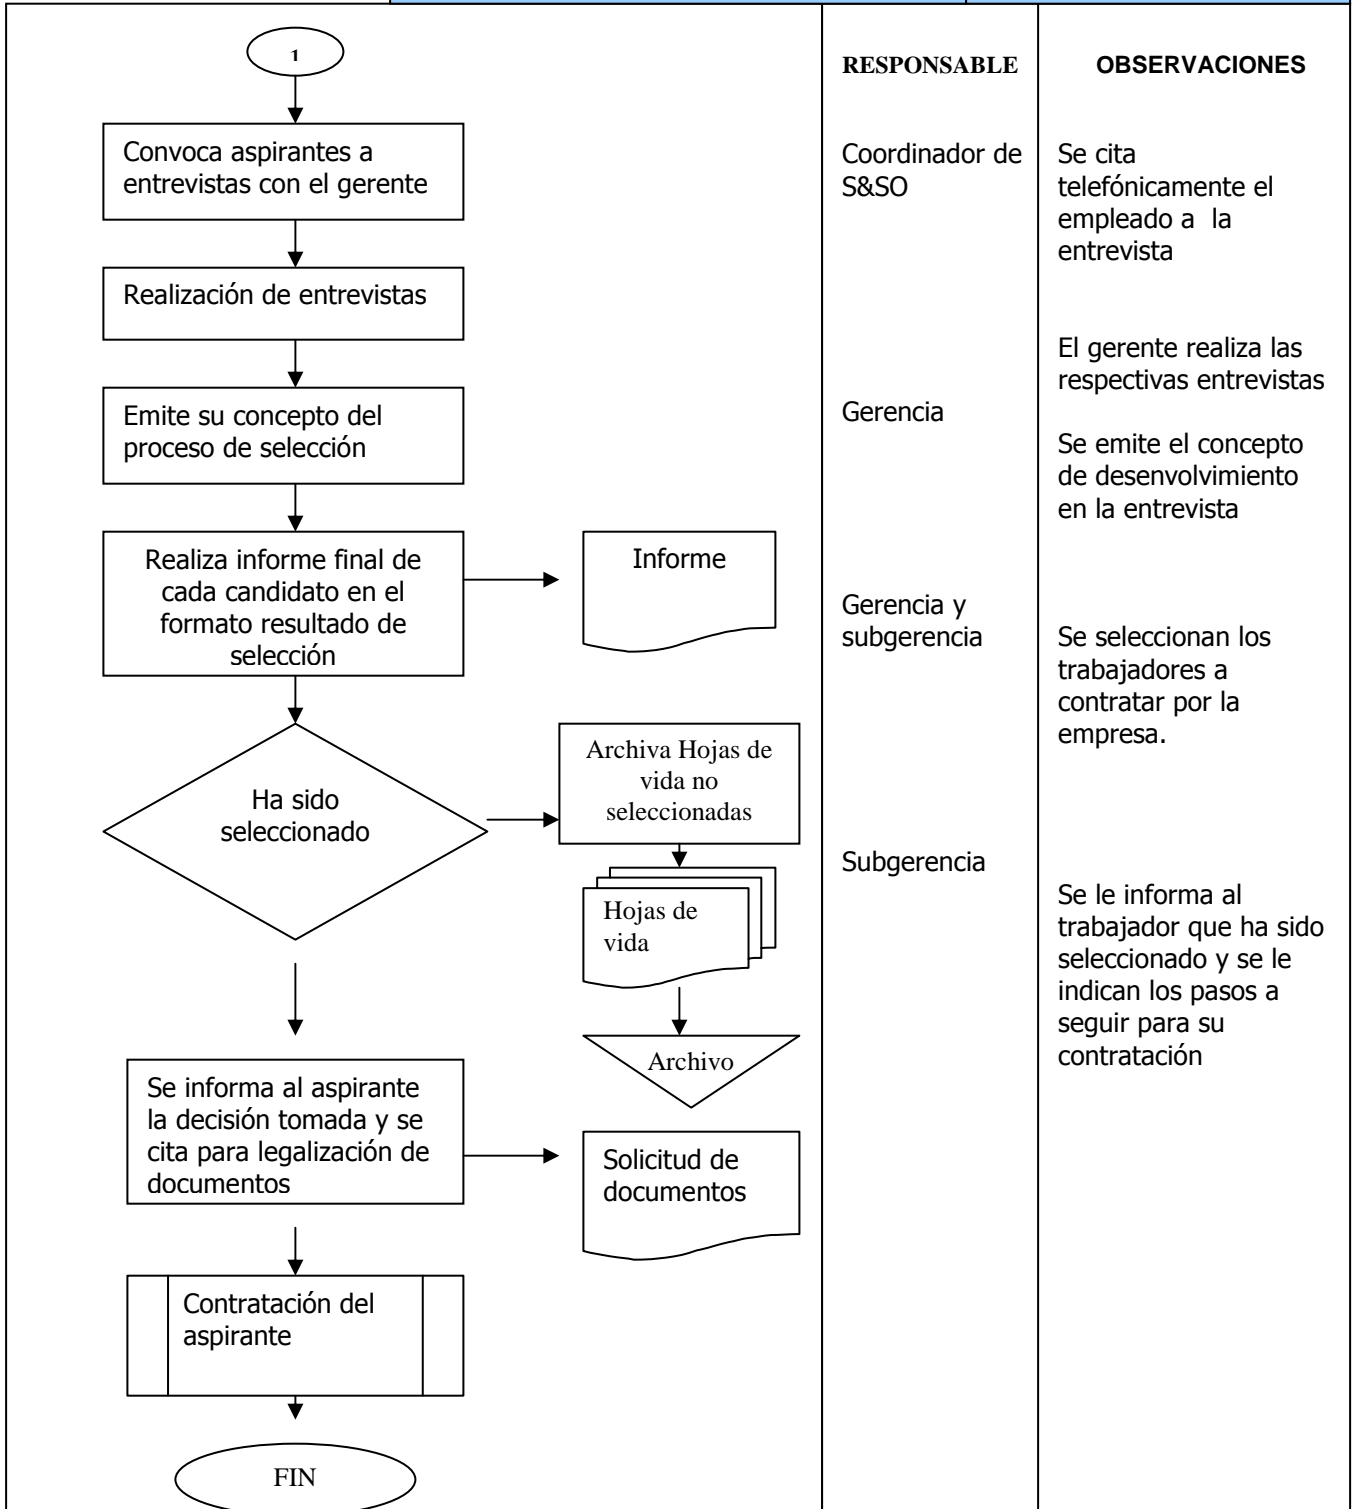 1
RESPONSABLE
OBSERVACIONES
Convoca aspirantes a
entrevistas con el gerente
Coordinador de
S&SO
Se cita
telefónicamente el
empleado a la
entrevista
Realización de entrevistas
El gerente realiza las
respectivas entrevistas
Emite su concepto del
proceso de selección
Gerencia
Se emite el concepto
de desenvolvimiento
en la entrevista
Realiza informe final de
cada candidato en el
formato resultado de
selección
Informe
Gerencia y
subgerencia
Se seleccionan los
trabajadores a
contratar por la
empresa.
Ha sido
seleccionado
Archiva Hojas de
vida no
seleccionadas
Hojas de
vida
Archivo
Subgerencia
Se le informa al
trabajador que ha sido
seleccionado y se le
indican los pasos a
seguir para su
contratación
Se informa al aspirante
la decisión tomada y se
cita para legalización de
documentos
Solicitud de
documentos
Contratación del
aspirante
FIN